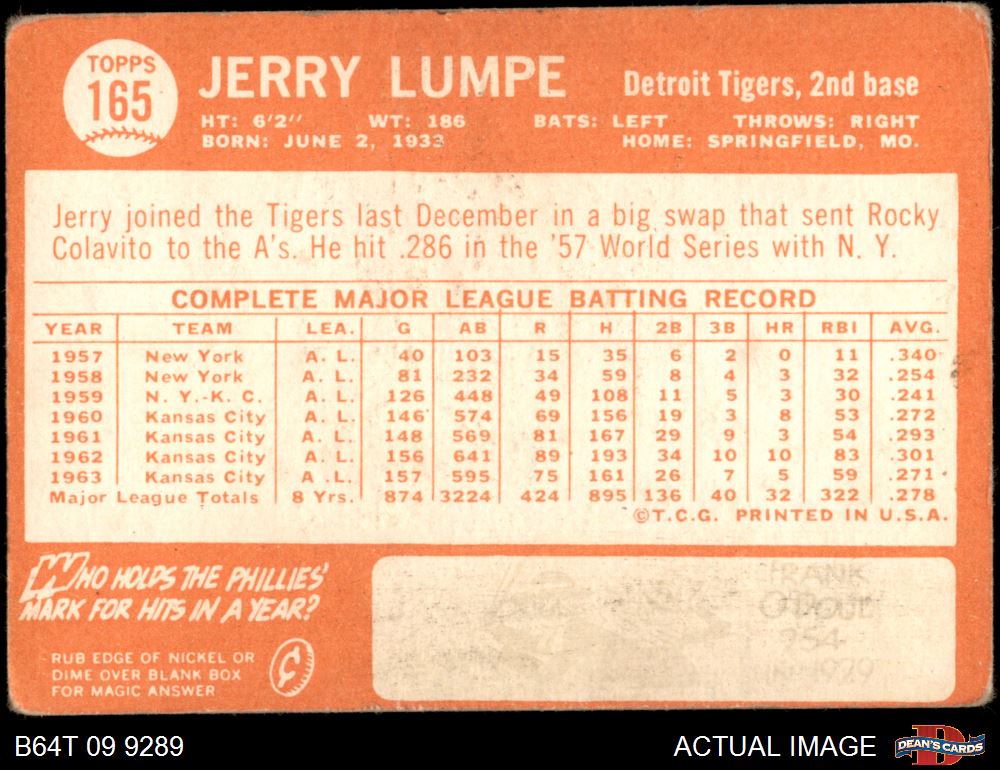 TOPPS
165
JERRY LUMPE
Detroit Tigers, 2nd base
HT: 6'2" WT: 186 BATS: LEFT THROWS: RIGHT
BORN: JUNE 2, 1933 HOME: SPRINGFIELD, MO.
Jerry joined the Tigers last December in a big swap that sent Rocky
Colavito to the A's. He hit .286 in the '57 World Series with N. Y.
COMPLETE MAJOR LEAGUE BATTING RECORD
YEAR TEAM LEA. G AB R H 2B 3B HR RBI AVG.
1957 New York A. L. 40 103 15 35 6 2 0 11 .340
1958 New York A. L. 81 232 34 59 8 4 3 32 .254
1959 N. Y.-K. C. A. L. 126 448 49 108 11 5 3 30 .241
1960 Kansas City A. L. 146 574 69 156 19 3 8 53 .272
1961 Kansas City A. L. 148 569 81 167 29 9 3 54 .293
1962 Kansas City A. L. 156 641 89 193 34 10 10 83 .301
1963 Kansas City A .L. 157 595 75 161 26 7 5 59 .271
Major League Totals 8 Yrs. 874 3224 424 895 136 40 32 322 .278
©T.C.G. PRINTED IN U.S.A.
WHO HOLDS THE PHILLIES'
MARK FOR HITS IN A YEAR?
RUB EDGE OF NICKEL OR
DIME OVER BLANK BOX
FOR MAGIC ANSWER
¢
FRANK
O'DOUL
254
IN 1929
B64T 09 9289
ACTUAL IMAGE
D
DEAN'S CARDS